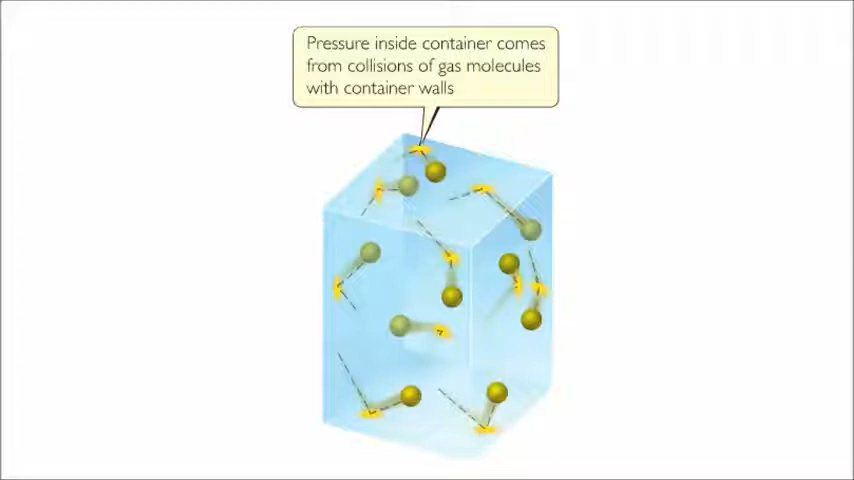 Pressure inside container comes
from collisions of gas molecules
with container walls